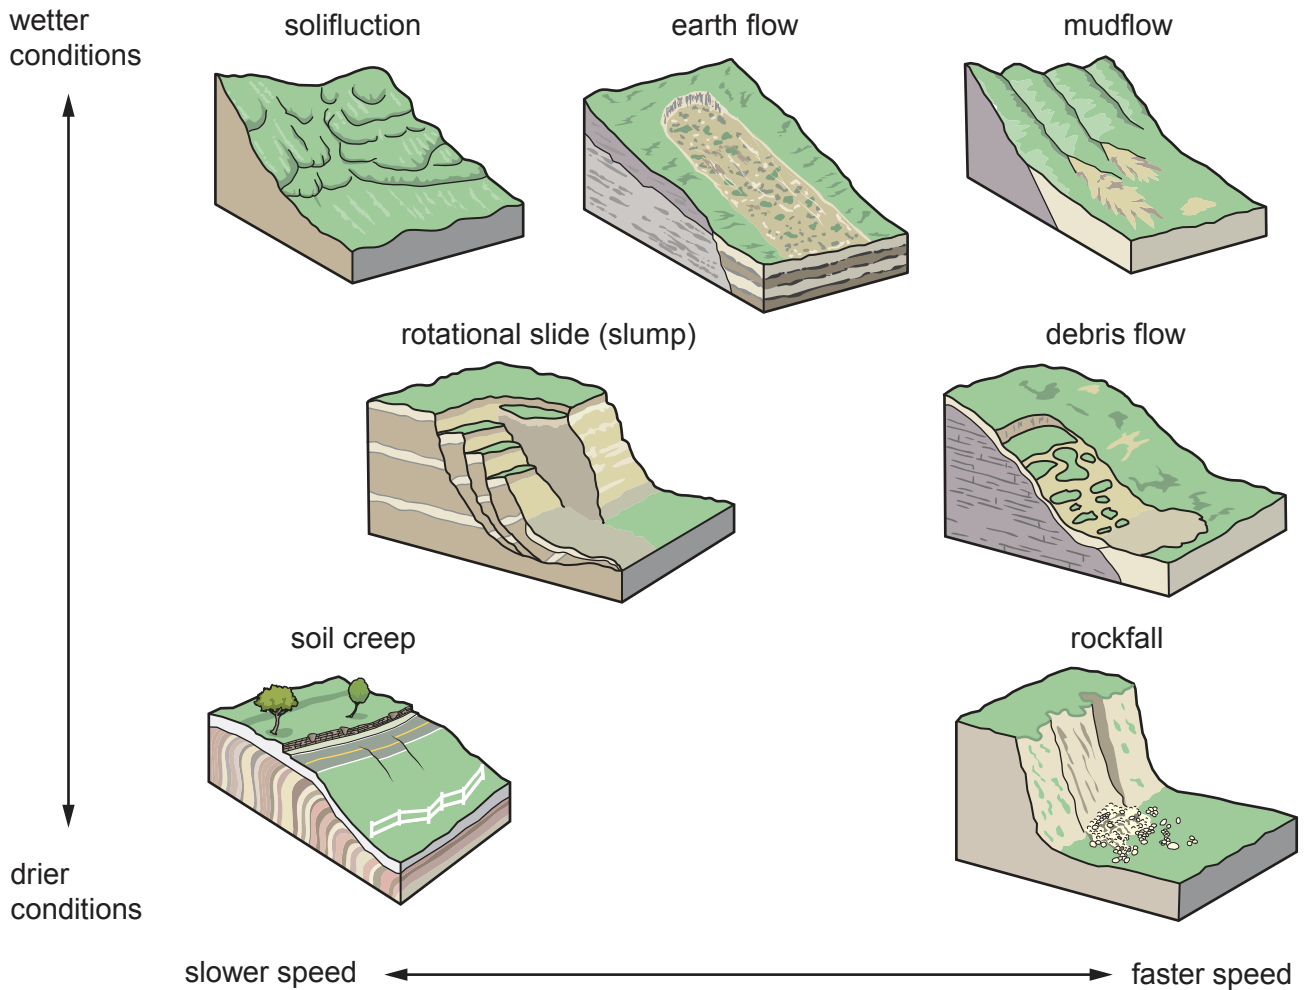 wetter
conditions
solifluction
earth flow
mudflow
rotational slide (slump)
debris flow
soil creep
rockfall
drier
conditions
slower speed
faster speed